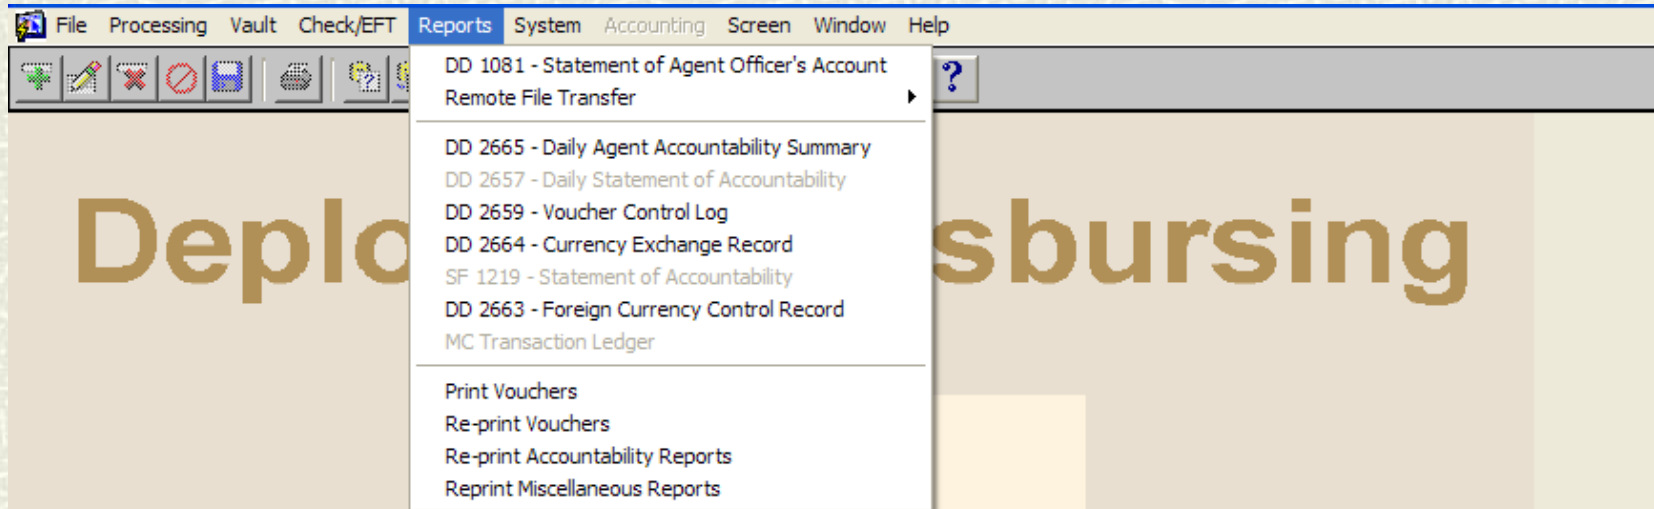 File Processing Vault Check/EFT Reports System Accounting Screen Window Help
DD 1081 - Statement of Agent Officer's Account
Remote File Transfer
DD 2665 - Daily Agent Accountability Summary
DD 2657 - Daily Statement of Accountability
DD 2659 - Voucher Control Log
DD 2664 - Currency Exchange Record
SF 1219 - Statement of Accountability
DD 2663 - Foreign Currency Control Record
MC Transaction Ledger
Print Vouchers
Re-print Vouchers
Re-print Accountability Reports
Reprint Miscellaneous Reports
Deplo sbursing